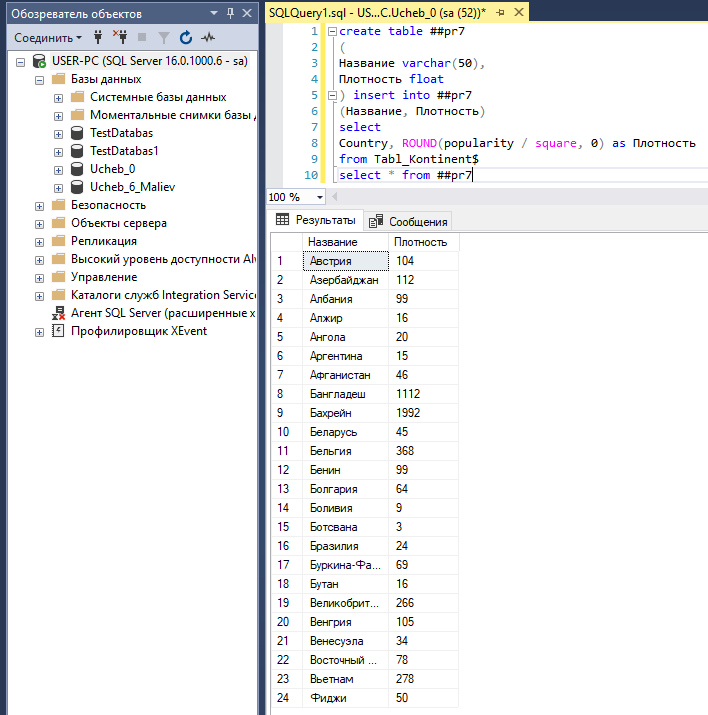 Обозреватель объектов
Соединить
USER-PC (SQL Server 16.0.1000.6 - sa)
Базы данных
Системные базы данных
Моментальные снимки базы
TestDatabas
TestDatabas1
Ucheb_0
Ucheb_6_Maliev
Безопасность
Объекты сервера
Репликация
Высокий уровень доступности
Управление
Каталоги служб Integration Service
Агент SQL Server (расширенные х
Профилировщик XEvent
SQLQuery1.sql - US...C.Ucheb_0 (sa (52))*
1 create table ##pr7
2 (
3 Название varchar(50),
4 Плотность float
5 ) insert into ##pr7
6 (Название, Плотность)
7 select
8 Country, ROUND(popularity / square, 0) as Плотность
9 from Tabl_Kontinent$
10 select * from ##pr7
100 %
Результаты Сообщения
Название Плотность
1 Австрия 104
2 Азербайджан 112
3 Албания 99
4 Алжир 16
5 Ангола 20
6 Аргентина 15
7 Афганистан 46
8 Бангладеш 1112
9 Бахрейн 1992
10 Беларусь 45
11 Бельгия 368
12 Бенин 99
13 Болгария 64
14 Боливия 9
15 Ботсвана 3
16 Бразилия 24
17 Буркина-Фа... 69
18 Бутан 16
19 Великобрит... 266
20 Венгрия 105
21 Венесуэла 34
22 Восточный ... 78
23 Вьетнам 278
24 Фиджи 50